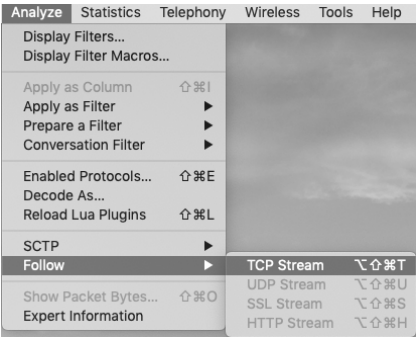 Analyze Statistics Telephony Wireless Tools Help
Display Filters...
Display Filter Macros...
Apply as Column ⇧⌘I
Apply as Filter ▶
Prepare a Filter ▶
Conversation Filter ▶
Enabled Protocols... ⇧⌘E
Decode As...
Reload Lua Plugins ⇧⌘L
SCTP ▶
Follow ▶
TCP Stream ⌥⇧⌘T
UDP Stream ⌥⇧⌘U
SSL Stream ⌥⇧⌘S
HTTP Stream ⌥⇧⌘H
Show Packet Bytes... ⇧⌘O
Expert Information